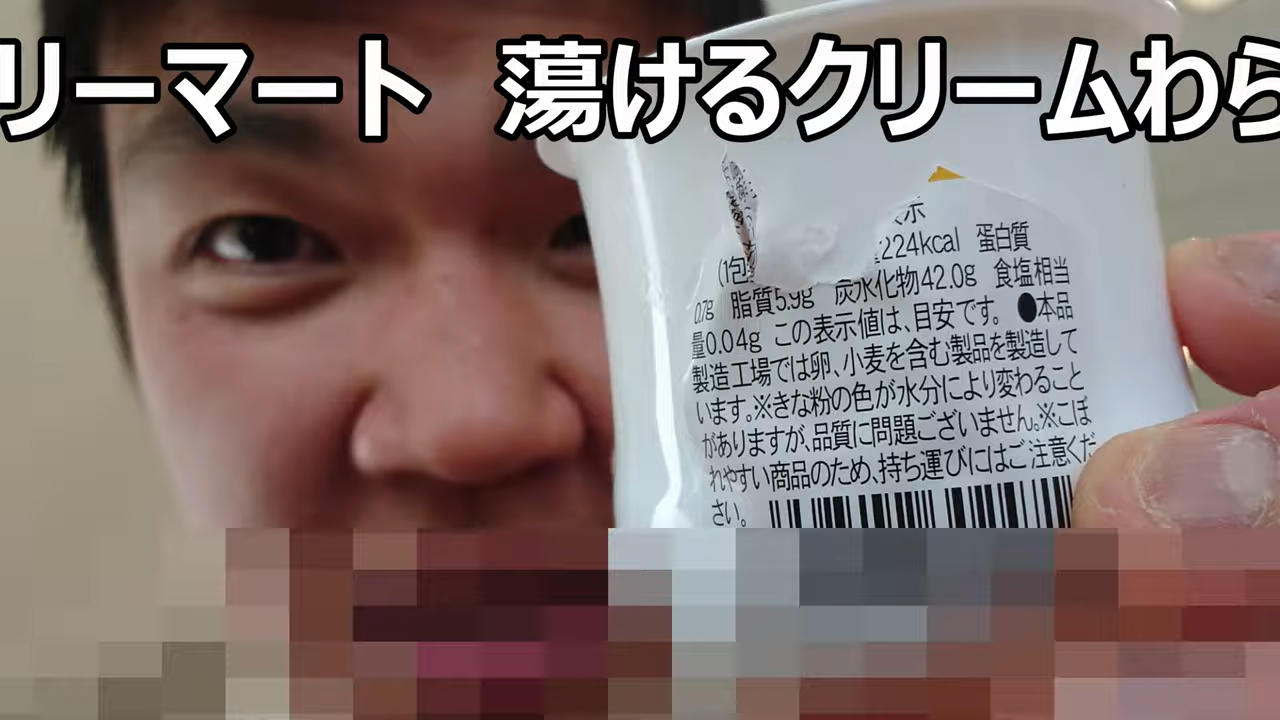 リーマート　蕩けるクリームわら
示
224kcal 蛋白質
(1包
0.7g 脂質5.9g 炭水化物42.0g 食塩相当
量0.04g この表示値は、目安です。 ●本品
製造工場では卵、小麦を含む製品を製造して
います。※きな粉の色が水分により変わること
がありますが、品質に問題ございません。※こぼ
れやすい商品のため、持ち運びにはご注意くだ
さい。